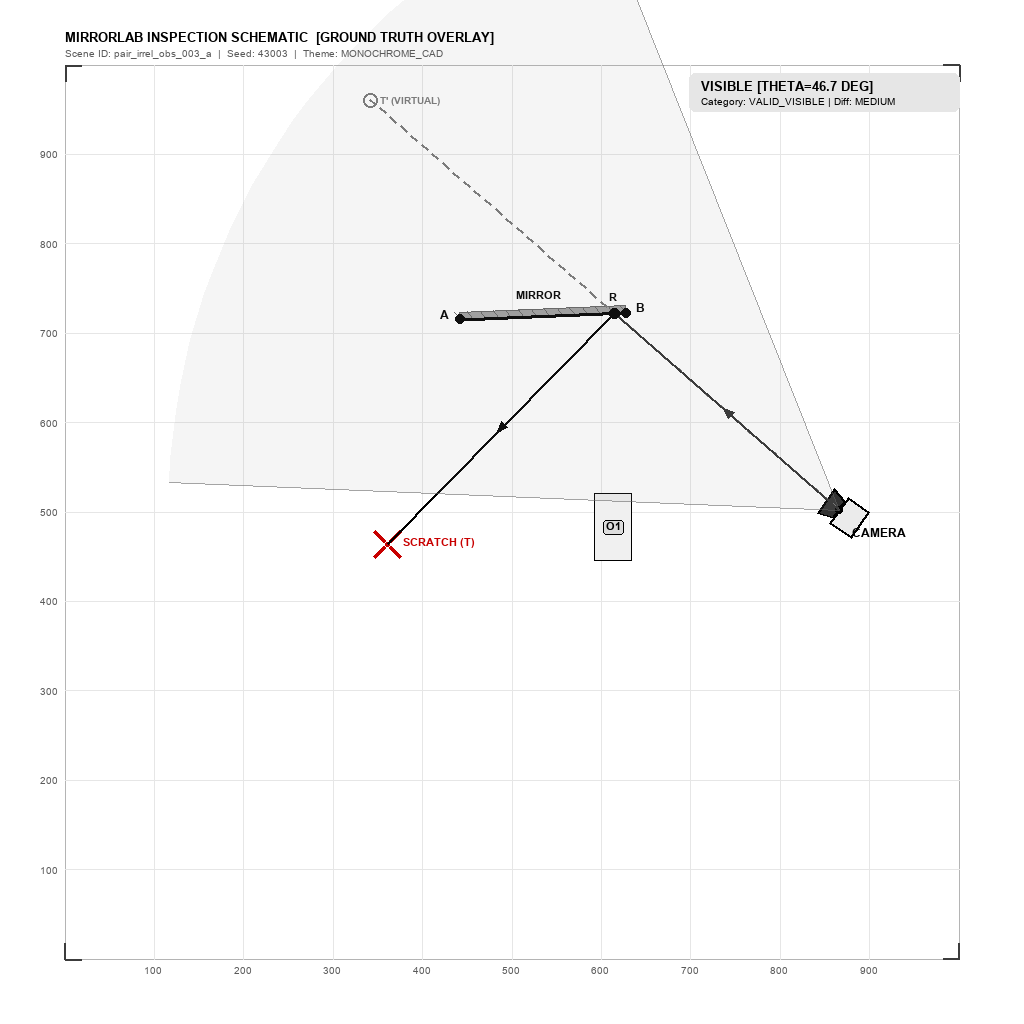 MIRRORLAB INSPECTION SCHEMATIC [GROUND TRUTH OVERLAY]
Scene ID: pair_irrel_obs_003_a | Seed: 43003 | Theme: MONOCHROME_CAD
VISIBLE [THETA=46.7 DEG]
Category: VALID_VISIBLE | Diff: MEDIUM
T' (VIRTUAL)
900
800
MIRROR
R
A
B
700
600
500
O1
CAMERA
SCRATCH (T)
400
300
200
100
100 200 300 400 500 600 700 800 900